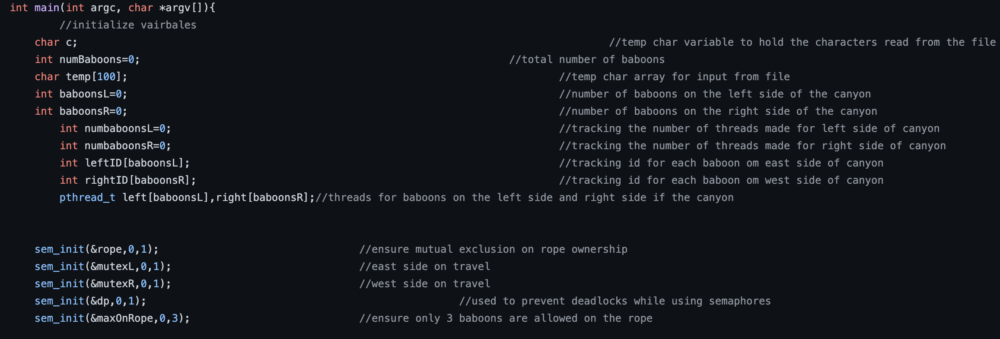 int main(int argc, char *argv[]){
//initialize vairbales
char c; //temp char variable to hold the characters read from the file
int numBaboons=0; //total number of baboons
char temp[100]; //temp char array for input from file
int baboonsL=0; //number of baboons on the left side of the canyon
int baboonsR=0; //number of baboons on the right side of the canyon
int numbaboonsL=0; //tracking the number of threads made for left side of canyon
int numbaboonsR=0; //tracking the number of threads made for right side of canyon
int leftID[baboonsL]; //tracking id for each baboon om east side of canyon
int rightID[baboonsR]; //tracking id for each baboon om west side of canyon
pthread_t left[baboonsL],right[baboonsR];//threads for baboons on the left side and right side if the canyon
sem_init(&rope,0,1); //ensure mutual exclusion on rope ownership
sem_init(&mutexL,0,1); //east side on travel
sem_init(&mutexR,0,1); //west side on travel
sem_init(&dp,0,1); //used to prevent deadlocks while using semaphores
sem_init(&maxOnRope,0,3); //ensure only 3 baboons are allowed on the rope